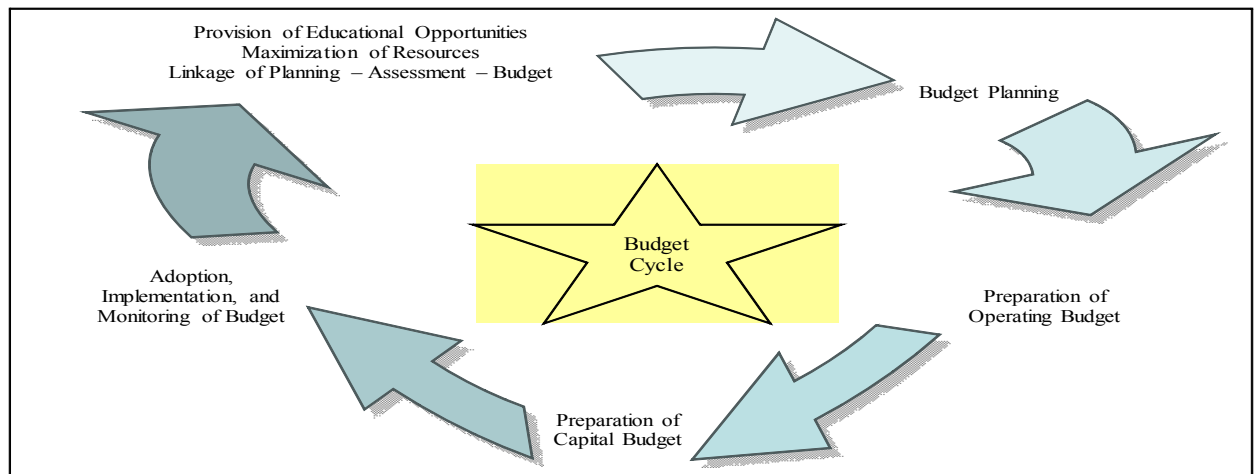 Provision of Educational Opportunities
Maximization of Resources
Linkage of Planning – Assessment – Budget
Budget Planning
Budget
Cycle
Adoption,
Implementation, and
Monitoring of Budget
Preparation of
Operating Budget
Preparation of
Capital Budget